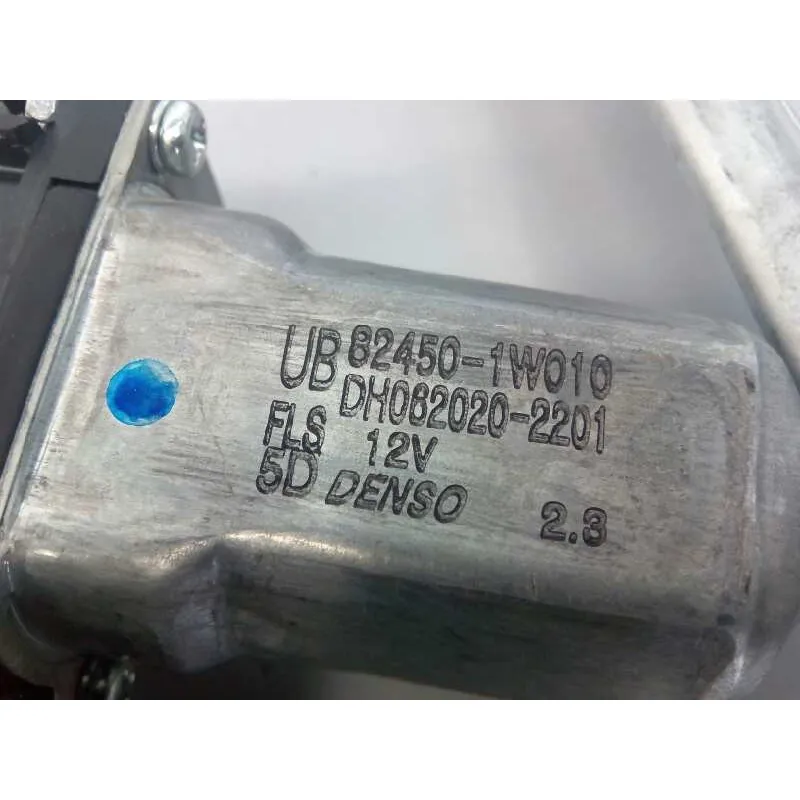 UB 82450-1W010
DH062020-2201
FLS 12V
5D DENSO 2.3